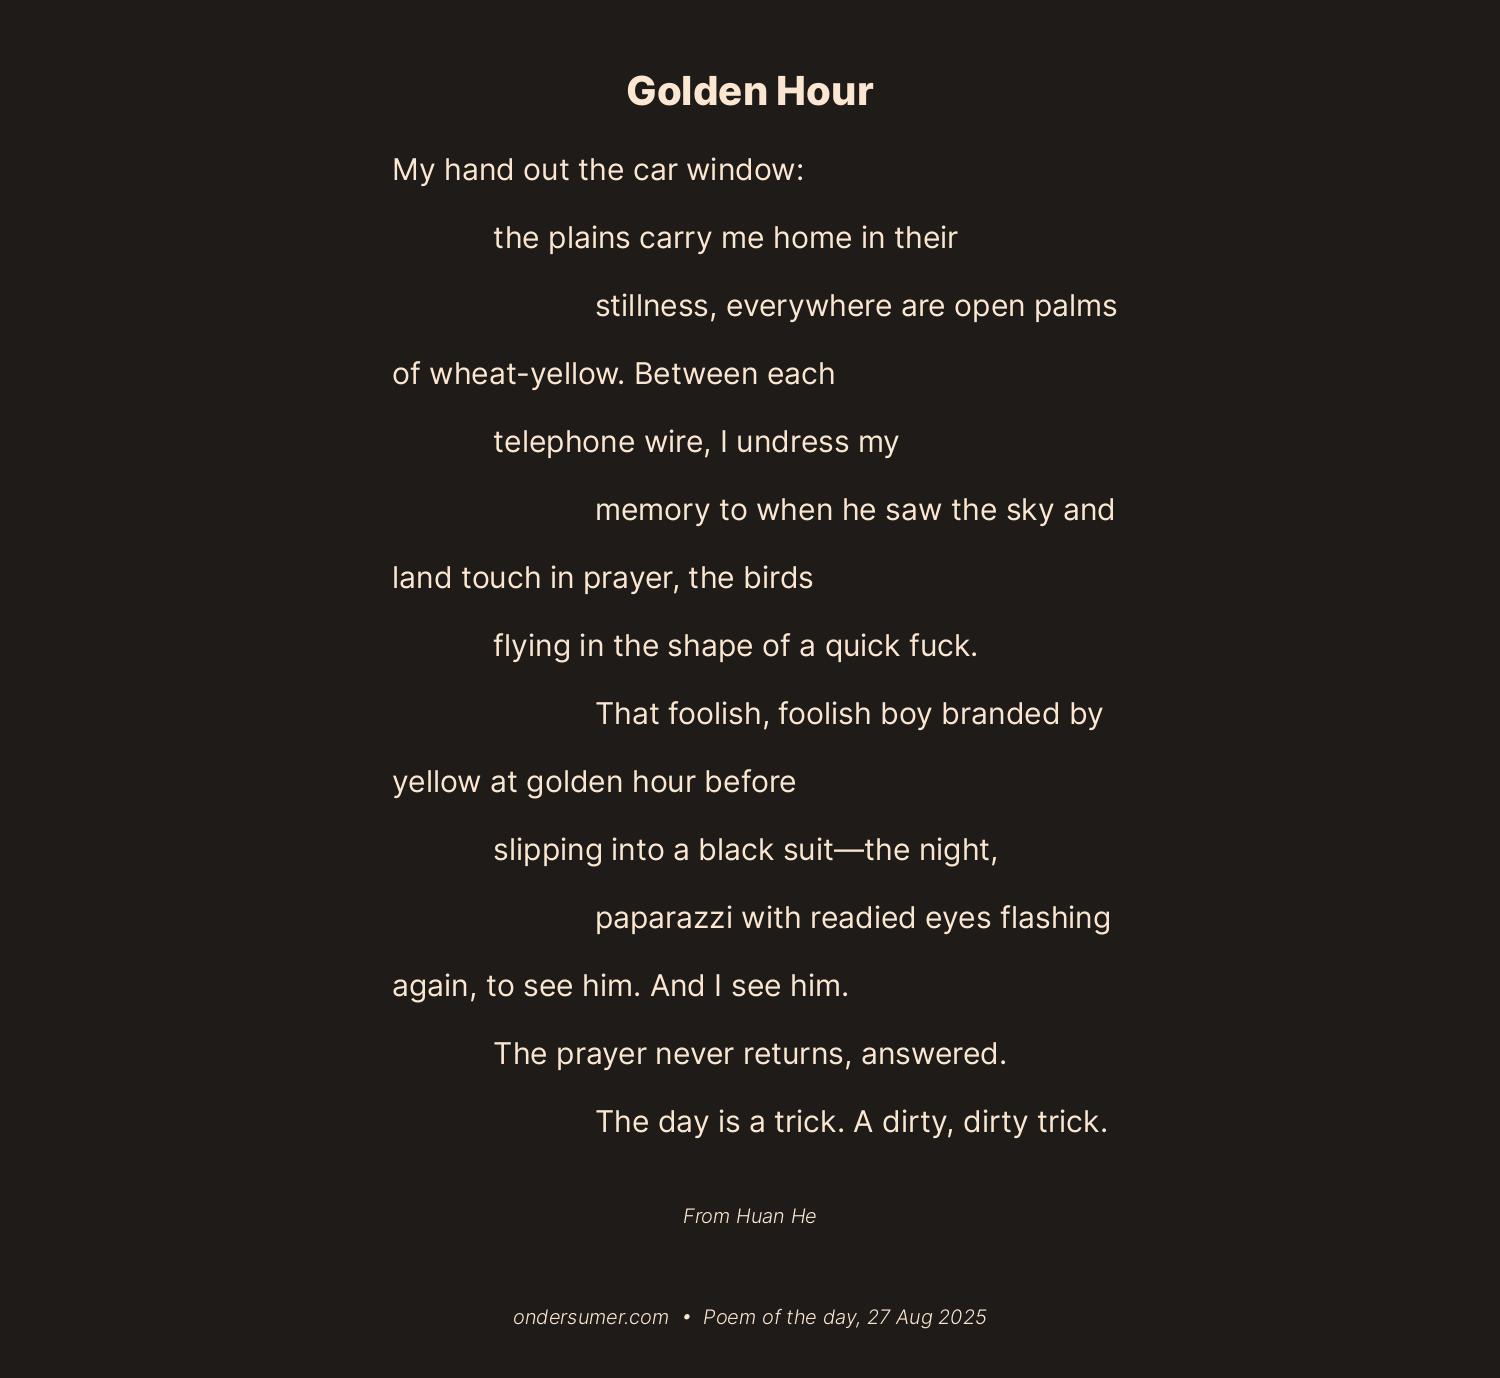 Golden Hour
My hand out the car window:
the plains carry me home in their
stillness, everywhere are open palms
of wheat-yellow. Between each
telephone wire, I undress my
memory to when he saw the sky and
land touch in prayer, the birds
flying in the shape of a quick fuck.
That foolish, foolish boy branded by
yellow at golden hour before
slipping into a black suit—the night,
paparazzi with readied eyes flashing
again, to see him. And I see him.
The prayer never returns, answered.
The day is a trick. A dirty, dirty trick.
From Huan He
ondersumer.com • Poem of the day, 27 Aug 2025